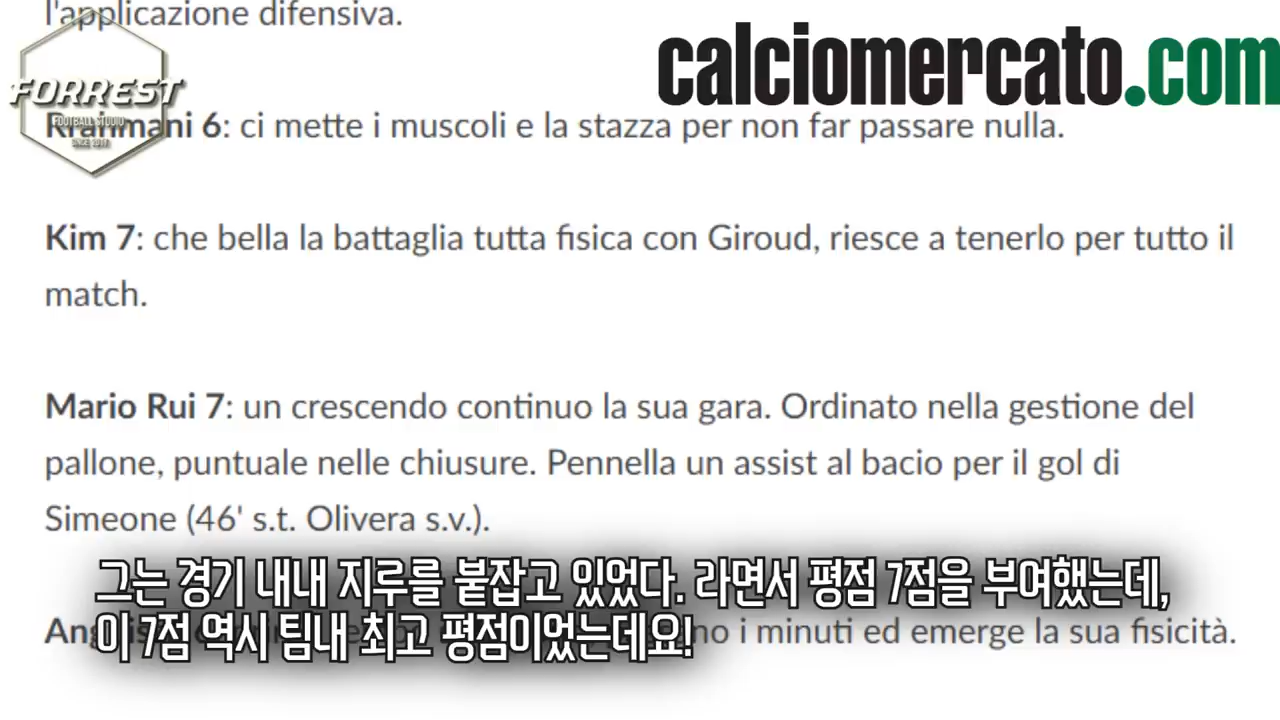 l'applicazione difensiva.
calciomercato.com
FORREST
FOOTBALL STUDIO
Rrahmani 6: ci mette i muscoli e la stazza per non far passare nulla.
Kim 7: che bella la battaglia tutta fisica con Giroud, riesce a tenerlo per tutto il
match.
Mario Rui 7: un crescendo continuo la sua gara. Ordinato nella gestione del
pallone, puntuale nelle chiusure. Pennella un assist al bacio per il gol di
Simeone (46' s.t. Olivera s.v.).
그는 경기 내내 지루를 붙잡고 있었다. 라면서 평점 7점을 부여했는데,
이 7점 역시 팀내 최고 평점이었는데요!
i minuti ed emerge la sua fisicità.